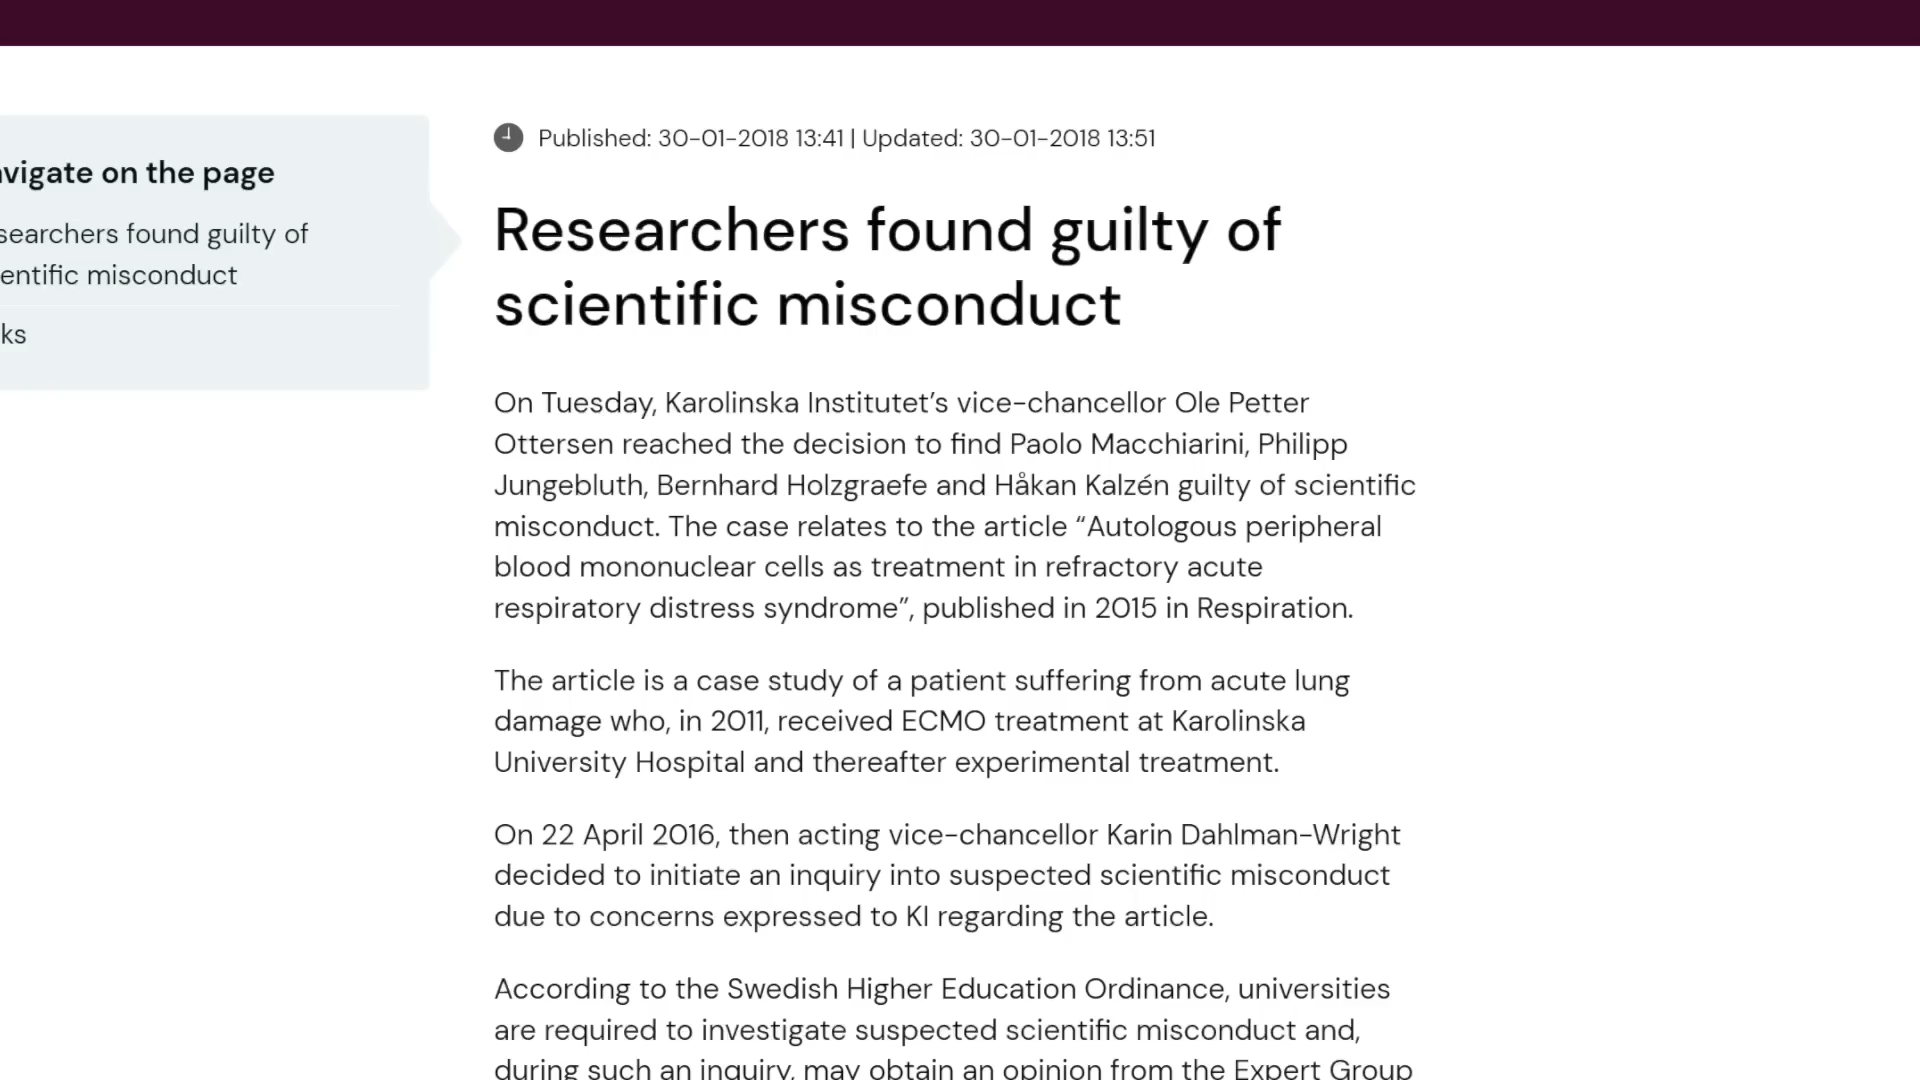 Published: 30-01-2018 13:41 | Updated: 30-01-2018 13:51
avigate on the page
searchers found guilty of
entific misconduct
ks
Researchers found guilty of
scientific misconduct
On Tuesday, Karolinska Institutet’s vice-chancellor Ole Petter
Ottersen reached the decision to find Paolo Macchiarini, Philipp
Jungebluth, Bernhard Holzgraefe and Håkan Kalzén guilty of scientific
misconduct. The case relates to the article “Autologous peripheral
blood mononuclear cells as treatment in refractory acute
respiratory distress syndrome”, published in 2015 in Respiration.
The article is a case study of a patient suffering from acute lung
damage who, in 2011, received ECMO treatment at Karolinska
University Hospital and thereafter experimental treatment.
On 22 April 2016, then acting vice-chancellor Karin Dahlman-Wright
decided to initiate an inquiry into suspected scientific misconduct
due to concerns expressed to KI regarding the article.
According to the Swedish Higher Education Ordinance, universities
are required to investigate suspected scientific misconduct and,
during such an inquiry, may obtain an opinion from the Expert Group